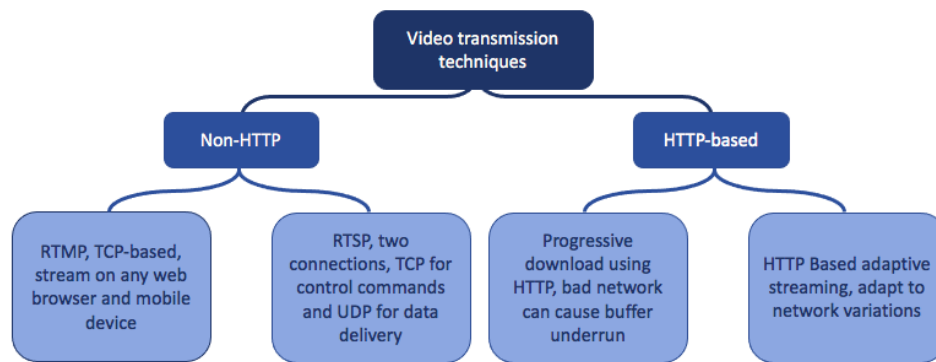 Video transmission
techniques
Non-HTTP
HTTP-based
RTMP, TCP-based,
stream on any web
browser and mobile
device
RTSP, two
connections, TCP for
control commands
and UDP for data
delivery
Progressive
download using
HTTP, bad network
can cause buffer
underrun
HTTP Based adaptive
streaming, adapt to
network variations